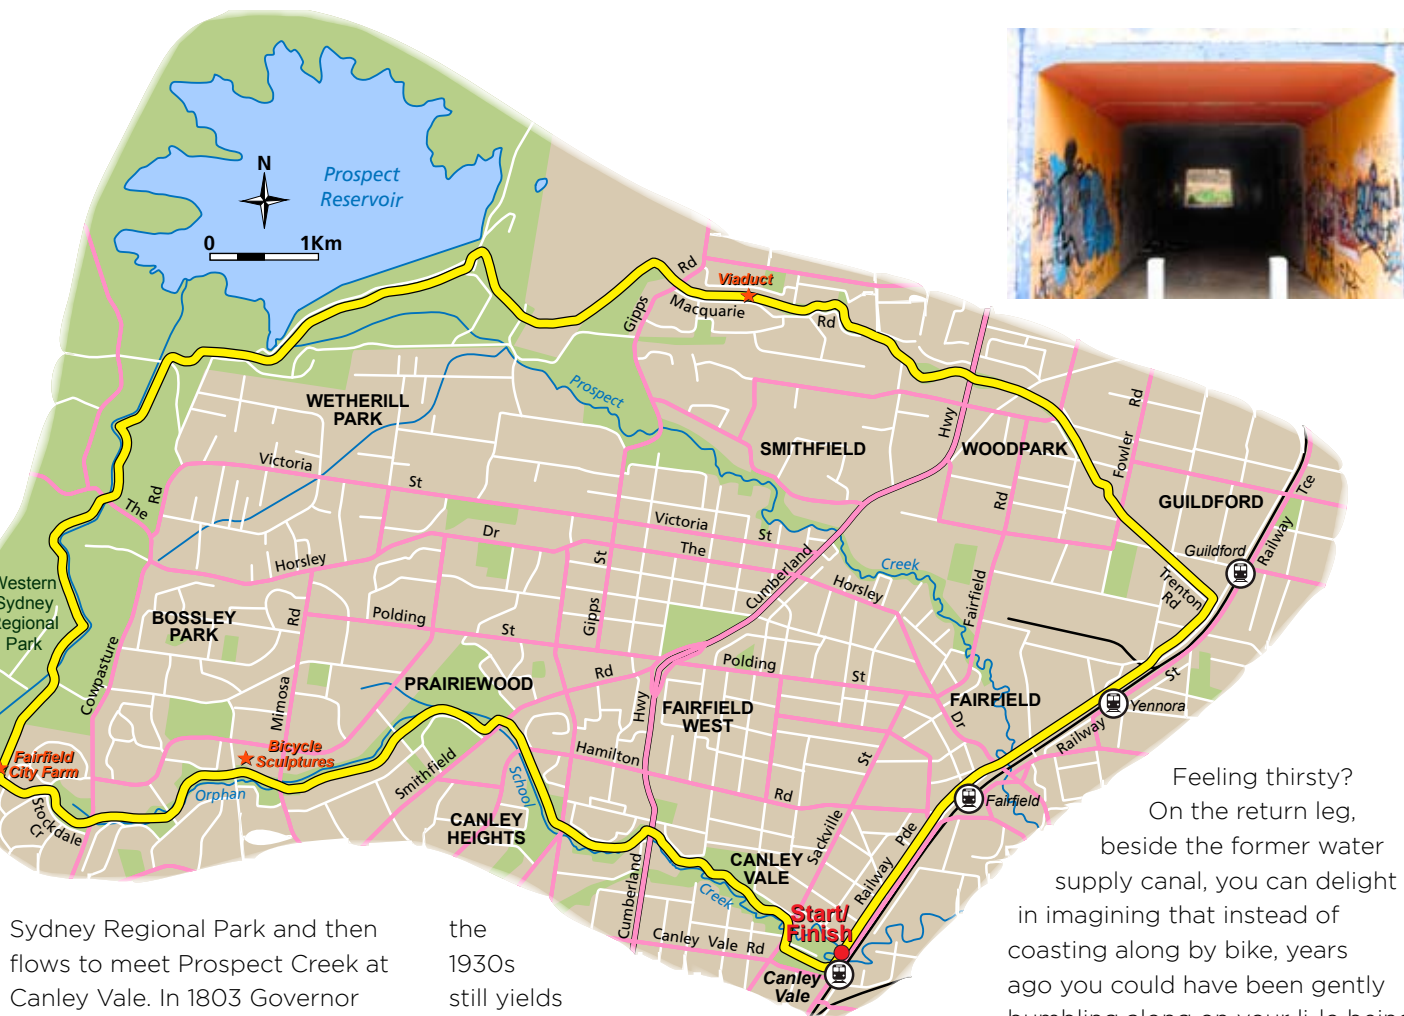 N
Prospect
Reservoir
0 1Km
Rd
Viaduct
Gipps
Macquarie
Rd
Prospect
WETHERILL
PARK
Hwy
Rd
SMITHFIELD
WOODPARK
Fowler
Victoria
St
The
Rd
Rd
GUILDFORD
Tce
Railway
Guildford
Victoria
St
Dr
The
St
Horsley
Cumberland
Horsley
Creek
Fairfield
Trenton
Rd
Western
Sydney
Regional
Park
BOSSLEY
PARK
Rd
Polding
St
Gipps
Cowpasture
Mimosa
PRAIRIEWOOD
Rd
Polding
St
Hwy
FAIRFIELD
WEST
FAIRFIELD
Dr
St
Yennora
Railway
Fairfield
City Farm
Bicycle
Sculptures
Hamilton
Rd
St
Smithfield
School
Orphan
Stockdale
Cr
CANLEY
HEIGHTS
Sackville
Pde
Railway
Fairfield
CANLEY
VALE
Creek
Cumberland
Start/
Finish
Canley Vale Rd
Canley
Vale
Feeling thirsty?
On the return leg,
beside the former water
supply canal, you can delight
in imagining that instead of
coasting along by bike, years
ago you could have been gently
Sydney Regional Park and then
flows to meet Prospect Creek at
Canley Vale. In 1803 Governor
the
1930s
still yields